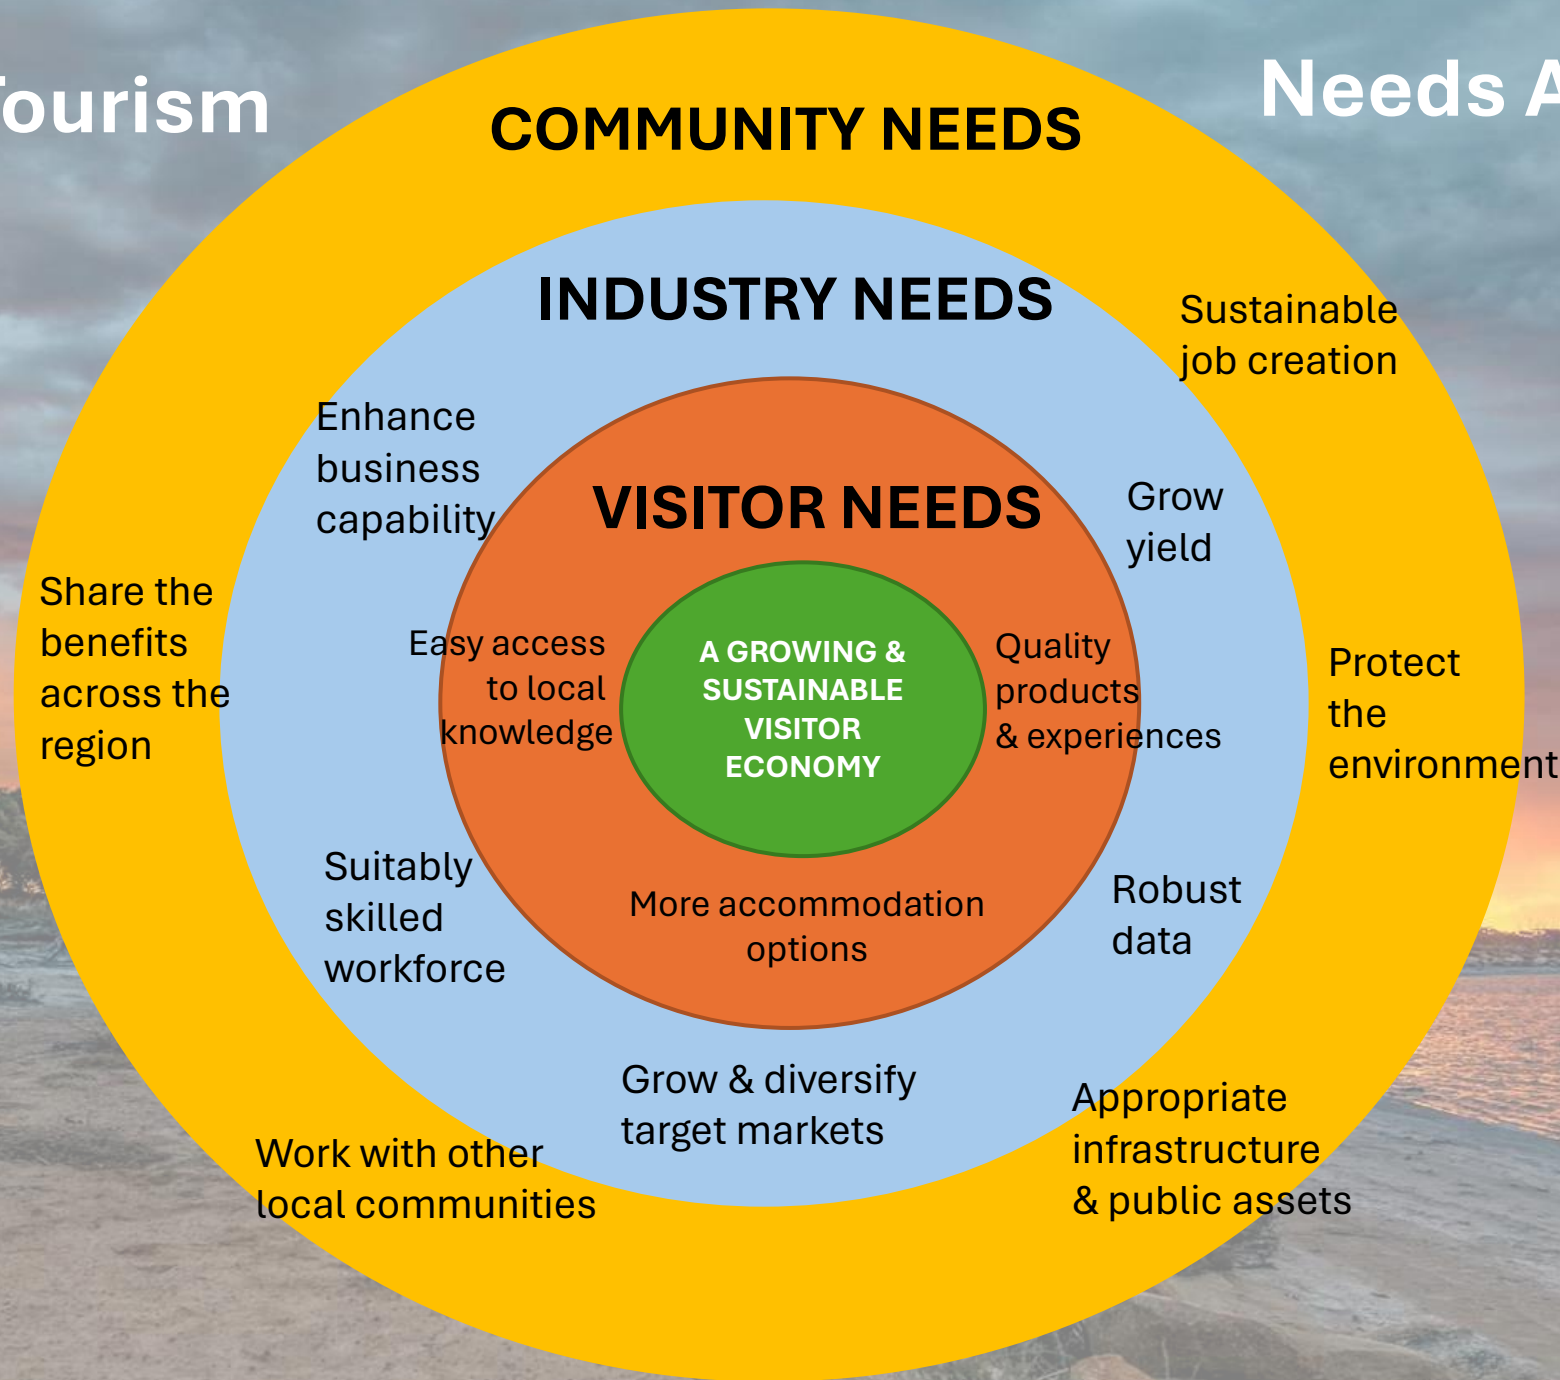 Tourism
Needs A
COMMUNITY NEEDS
INDUSTRY NEEDS
VISITOR NEEDS
A GROWING &
SUSTAINABLE
VISITOR
ECONOMY
Easy access
to local
knowledge
Quality
products
& experiences
More accommodation
options
Enhance
business
capability
Grow
yield
Suitably
skilled
workforce
Robust
data
Grow & diversify
target markets
Sustainable
job creation
Share the
benefits
across the
region
Protect
the
environment
Work with other
local communities
Appropriate
infrastructure
& public assets